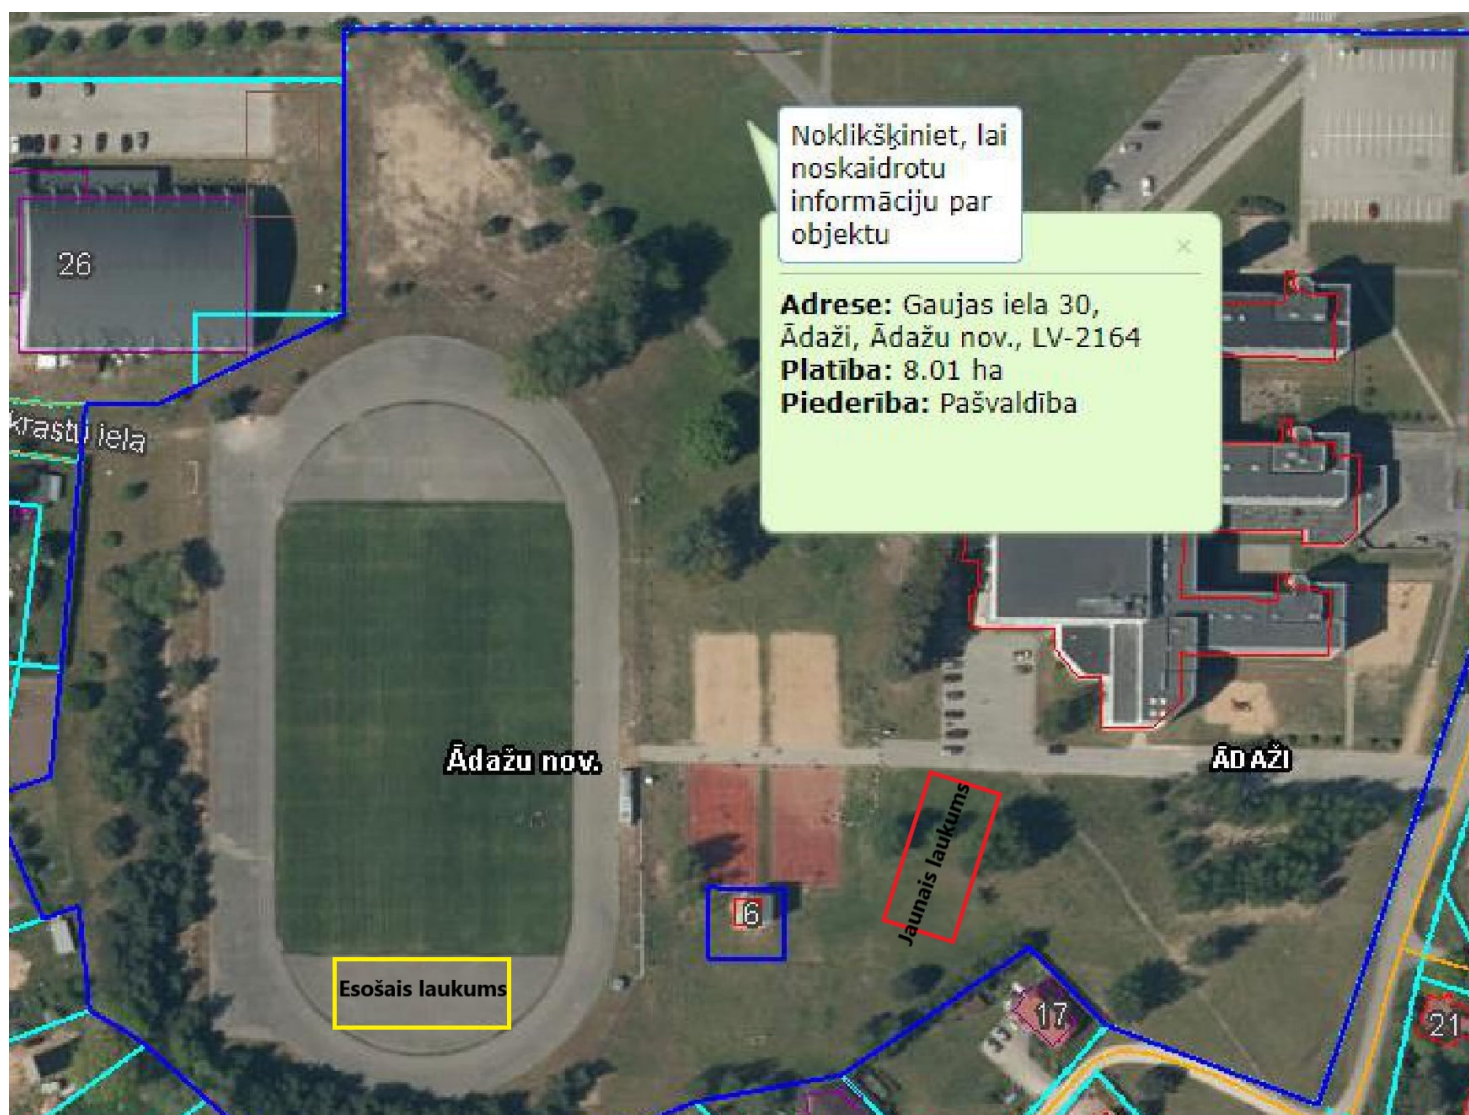 Noklikšķiniet, lai
noskaidrotu
informāciju par
objektu
×
Adrese: Gaujas iela 30,
Ādaži, Ādažu nov., LV-2164
Platība: 8.01 ha
Piederība: Pašvaldība
26
krastu iela
Ādažu nov.
ĀDAŽI
Jaunais laukums
6
Esošais laukums
17
21